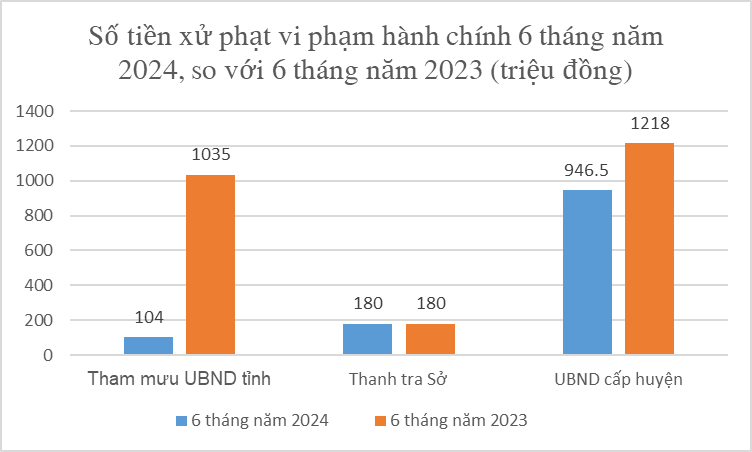 Số tiền xử phạt vi phạm hành chính 6 tháng năm
2024, so với 6 tháng năm 2023 (triệu đồng)
1400
1200
1000
800
600
400
200
0
104
1035
180
180
946.5
1218
Tham mưu UBND tỉnh
Thanh tra Sở
UBND cấp huyện
6 tháng năm 2024
6 tháng năm 2023